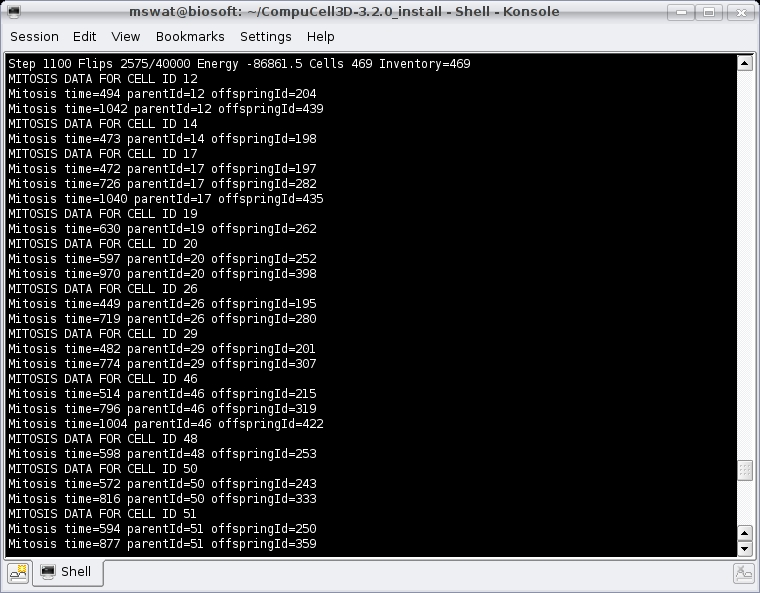 mswat@biosoft: ~/CompuCell3D-3.2.0_install - Shell - Konsole
Session Edit View Bookmarks Settings Help
Step 1100 Flips 2575/40000 Energy -86861.5 Cells 469 Inventory=469
MITOSIS DATA FOR CELL ID 12
Mitosis time=494 parentId=12 offspringId=204
Mitosis time=1042 parentId=12 offspringId=439
MITOSIS DATA FOR CELL ID 14
Mitosis time=473 parentId=14 offspringId=198
MITOSIS DATA FOR CELL ID 17
Mitosis time=472 parentId=17 offspringId=197
Mitosis time=726 parentId=17 offspringId=282
Mitosis time=1040 parentId=17 offspringId=435
MITOSIS DATA FOR CELL ID 19
Mitosis time=630 parentId=19 offspringId=262
MITOSIS DATA FOR CELL ID 20
Mitosis time=597 parentId=20 offspringId=252
Mitosis time=970 parentId=20 offspringId=398
MITOSIS DATA FOR CELL ID 26
Mitosis time=449 parentId=26 offspringId=195
Mitosis time=719 parentId=26 offspringId=280
MITOSIS DATA FOR CELL ID 29
Mitosis time=482 parentId=29 offspringId=201
Mitosis time=774 parentId=29 offspringId=307
MITOSIS DATA FOR CELL ID 46
Mitosis time=514 parentId=46 offspringId=215
Mitosis time=796 parentId=46 offspringId=319
Mitosis time=1004 parentId=46 offspringId=422
MITOSIS DATA FOR CELL ID 48
Mitosis time=598 parentId=48 offspringId=253
MITOSIS DATA FOR CELL ID 50
Mitosis time=572 parentId=50 offspringId=243
Mitosis time=816 parentId=50 offspringId=333
MITOSIS DATA FOR CELL ID 51
Mitosis time=594 parentId=51 offspringId=250
Mitosis time=877 parentId=51 offspringId=359
Shell